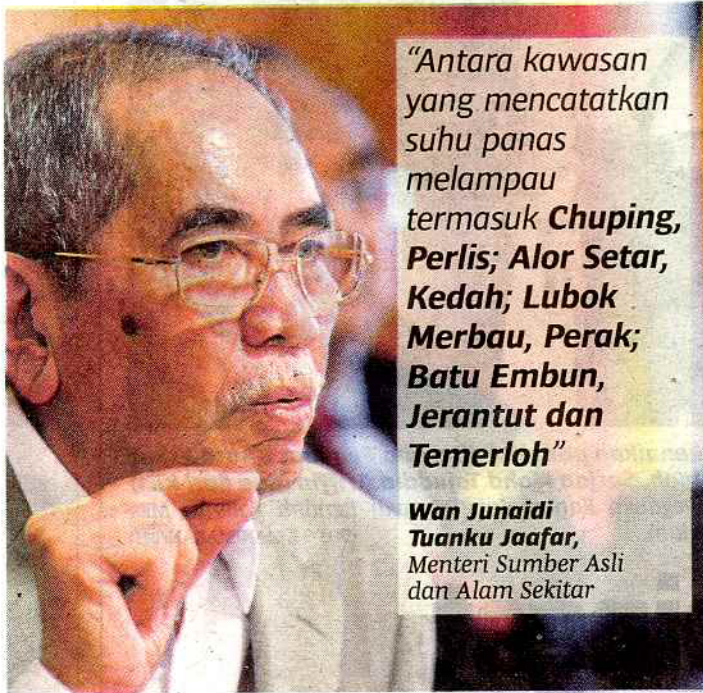 “Antara kawasan
yang mencatatkan
suhu panas
melampau
termasuk Chuping,
Perlis; Alor Setar,
Kedah; Lubok
Merbau, Perak;
Batu Embun,
Jerantut dan
Temerloh”
Wan Junaidi
Tuanku Jaafar,
Menteri Sumber Asli
dan Alam Sekitar